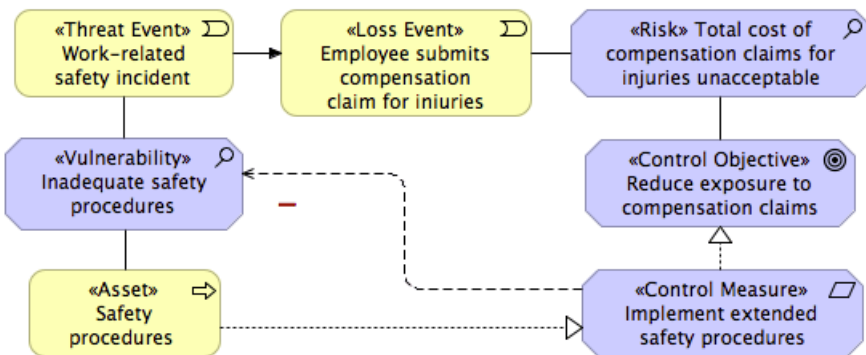 «Threat Event»
Work-related
safety incident
«Loss Event»
Employee submits
compensation
claim for iniuries
«Risk» Total cost of
compensation claims for
injuries unacceptable
«Vulnerability»
Inadequate safety
procedures
«Control Objective»
Reduce exposure to
compensation claims
«Asset»
Safety
procedures
«Control Measure»
Implement extended
safety procedures